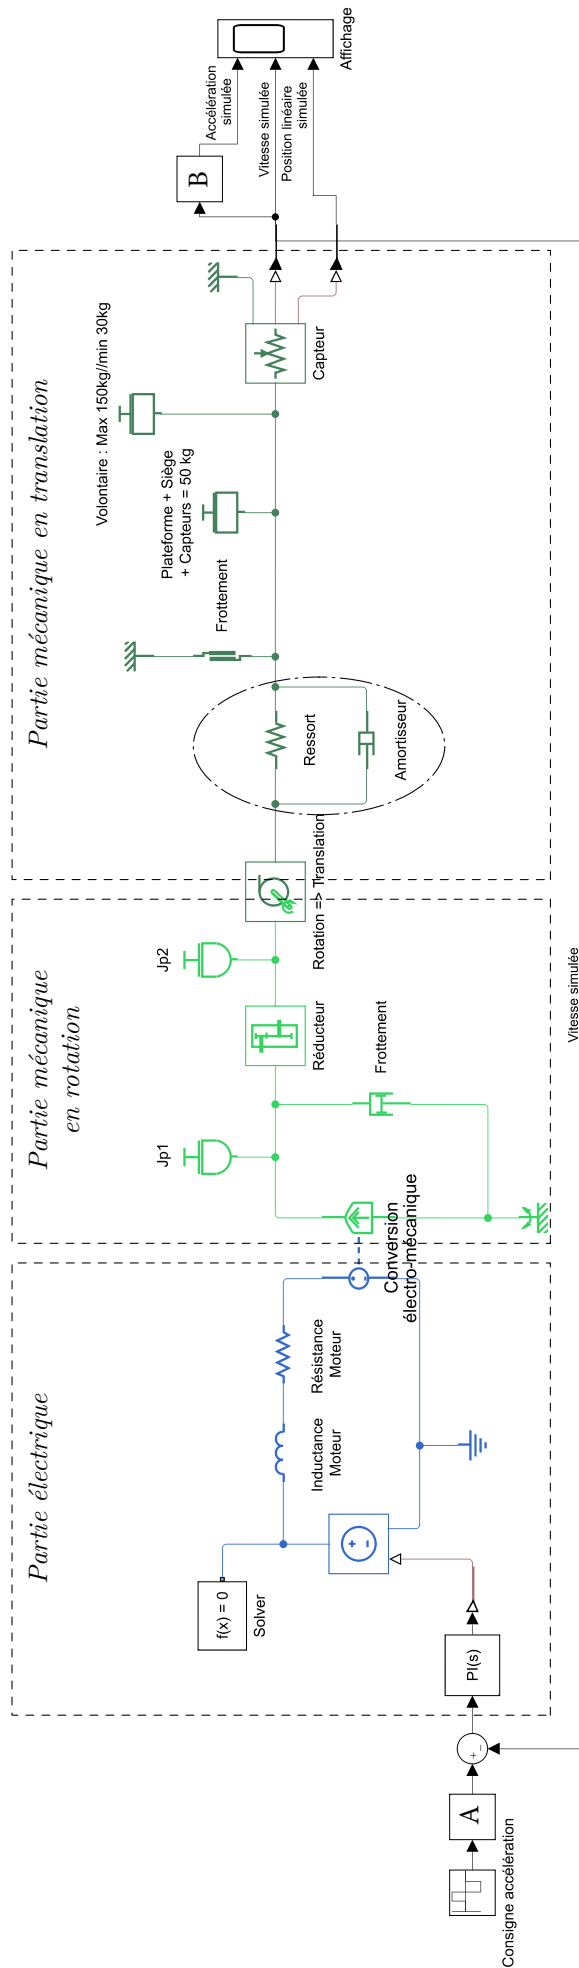 Partie électrique
Partie mécanique
en rotation
Partie mécanique en translation
Consigne accélération
A
+
−
PI(s)
f(x) = 0
Solver
+
-
Inductance
Moteur
Résistance
Moteur
Conversion
électro-mécanique
Jp1
Frottement
Réducteur
Jp2
Rotation => Translation
Ressort
Amortisseur
Frottement
Plateforme + Siège
+ Capteurs = 50 kg
Volontaire : Max 150kg//min 30kg
Capteur
B
Accélération
simulée
Vitesse simulée
Position linéaire
simulée
Affichage
Vitesse simulée